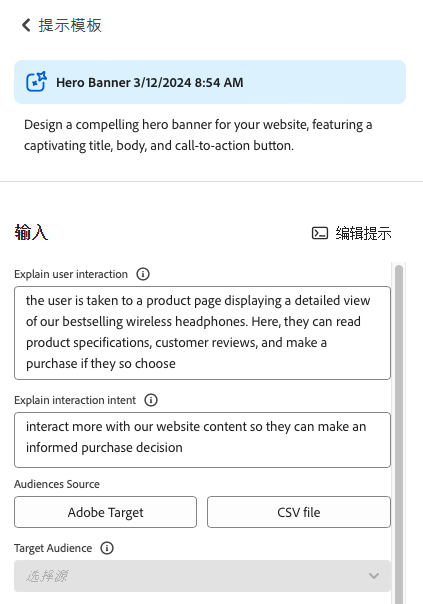 提示模板
Hero Banner 3/12/2024 8:54 AM
Design a compelling hero banner for your website, featuring a
captivating title, body, and call-to-action button.
输入
编辑提示
Explain user interaction
the user is taken to a product page displaying a detailed view
of our bestselling wireless headphones. Here, they can read
product specifications, customer reviews, and make a
purchase if they so choose
Explain interaction intent
interact more with our website content so they can make an
informed purchase decision
Audiences Source
Adobe Target
CSV file
Target Audience
选择源